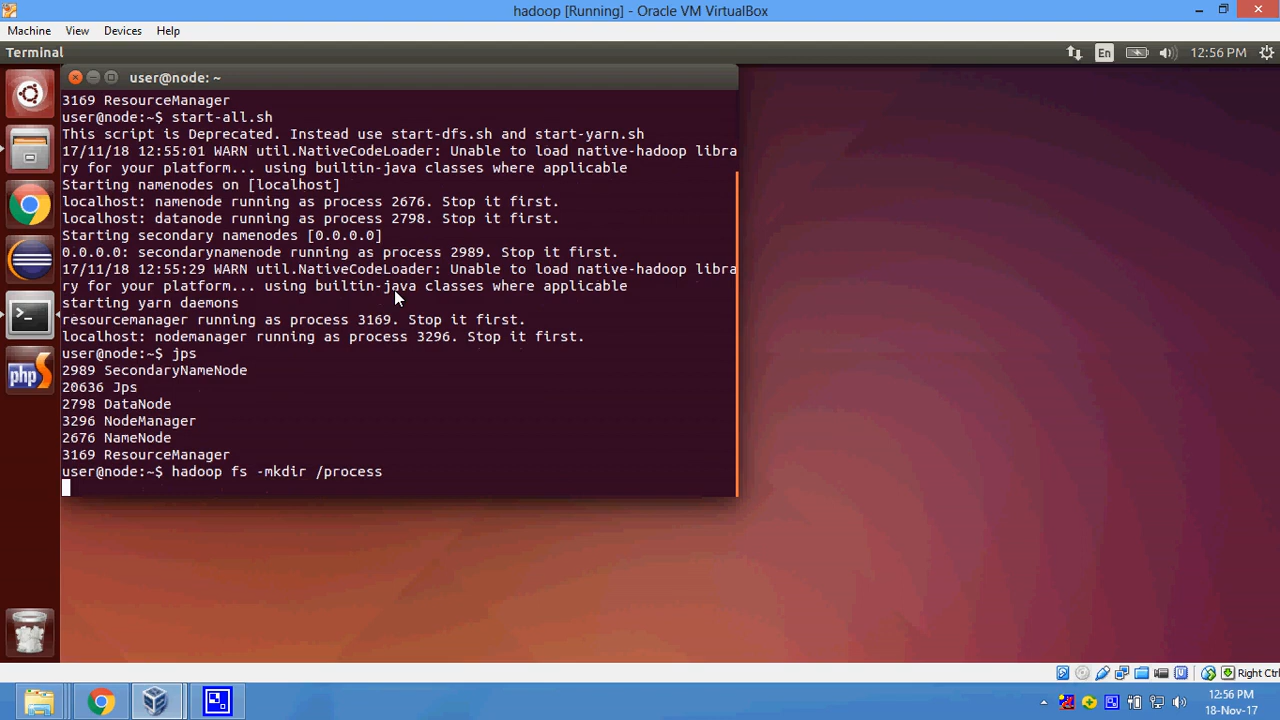 hadoop [Running] - Oracle VM VirtualBox
Machine View Devices Help
Terminal
En
12:56 PM
user@node: ~
3169 ResourceManager
user@node:~$ start-all.sh
This script is Deprecated. Instead use start-dfs.sh and start-yarn.sh
17/11/18 12:55:01 WARN util.NativeCodeLoader: Unable to load native-hadoop libra
ry for your platform... using builtin-java classes where applicable
Starting namenodes on [localhost]
localhost: namenode running as process 2676. Stop it first.
localhost: datanode running as process 2798. Stop it first.
Starting secondary namenodes [0.0.0.0]
0.0.0.0: secondarynamenode running as process 2989. Stop it first.
17/11/18 12:55:29 WARN util.NativeCodeLoader: Unable to load native-hadoop libra
ry for your platform... using builtin-java classes where applicable
starting yarn daemons
resourcemanager running as process 3169. Stop it first.
localhost: nodemanager running as process 3296. Stop it first.
user@node:~$ jps
2989 SecondaryNameNode
20636 Jps
2798 DataNode
3296 NodeManager
2676 NameNode
3169 ResourceManager
user@node:~$ hadoop fs -mkdir /process
php
Right Ctrl
12:56 PM
18-Nov-17